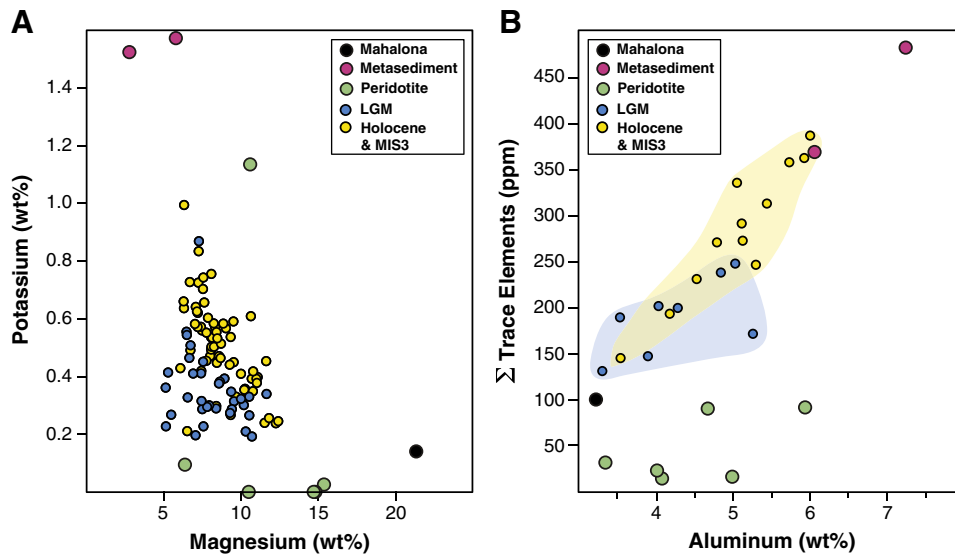 A
Potassium (wt%)
1.4
1.2
1.0
0.8
0.6
0.4
0.2
5
10
15
20
Magnesium (wt%)
Mahalona
Metasediment
Peridotite
LGM
Holocene
& MIS3
B
Σ Trace Elements (ppm)
450
400
350
300
250
200
150
100
50
4
5
6
7
Aluminum (wt%)
Mahalona
Metasediment
Peridotite
LGM
Holocene
& MIS3